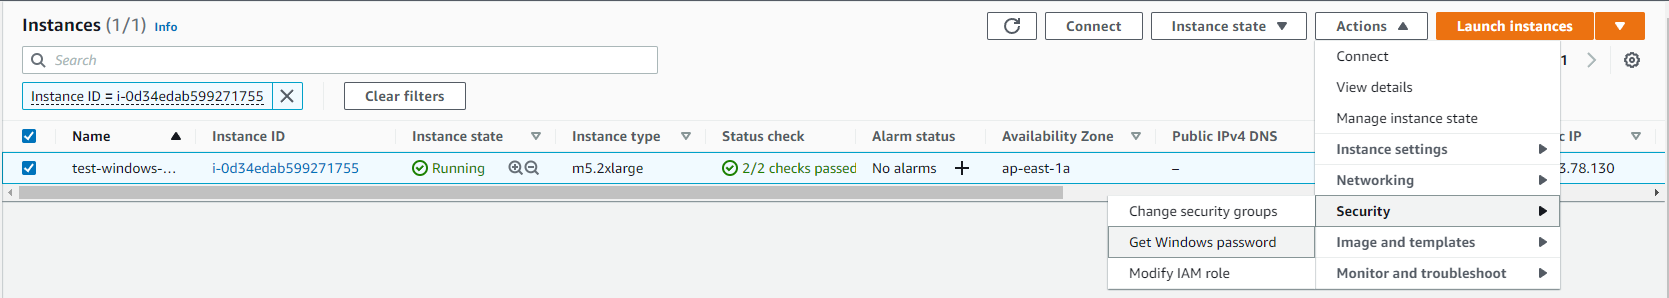 Instances (1/1) Info
Connect Instance state Actions Launch instances
Search
Connect
1
View details
Instance ID = i-0d34edab599271755 Clear filters
Manage instance state
Name Instance ID Instance state Instance type Status check Alarm status Availability Zone Public IPv4 DNS Instance settings IP
test-windows-... i-0d34edab599271755 Running m5.2xlarge 2/2 checks passed No alarms + ap-east-1a – 3.78.130
Networking
Change security groups Security
Get Windows password Image and templates
Modify IAM role Monitor and troubleshoot